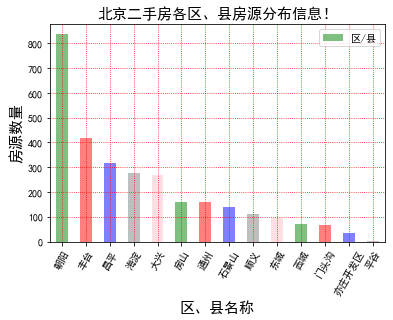 北京二手房各区、县房源分布信息!
区/县
房源数量
800
700
600
500
400
300
200
100
0
朝阳 丰台 昌平 海淀 大兴 房山 通州 石景山 顺义 东城 西城 门头沟 亦庄开发区 平谷
区、县名称